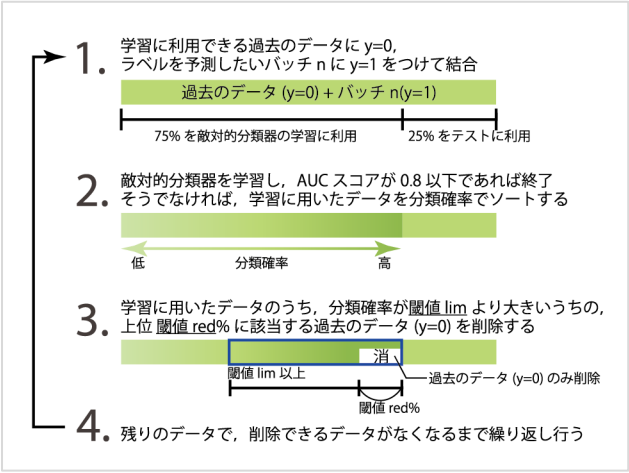 1. 学習に利用できる過去のデータに y=0,
ラベルを予測したいバッチ n に y=1 をつけて結合
過去のデータ (y=0) + バッチ n(y=1)
75% を敵対的分類器の学習に利用
25% をテストに利用
2. 敵対的分類器を学習し，AUC スコアが 0.8 以下であれば終了
そうでなければ，学習に用いたデータを分類確率でソートする
低 分類確率 高
3. 学習に用いたデータのうち，分類確率が閾値 lim より大きいうちの，
上位 閾値 red% に該当する過去のデータ (y=0) を削除する
消
閾値 lim 以上
過去のデータ (y=0) のみ削除
閾値 red%
4. 残りのデータで，削除できるデータがなくなるまで繰り返し行う